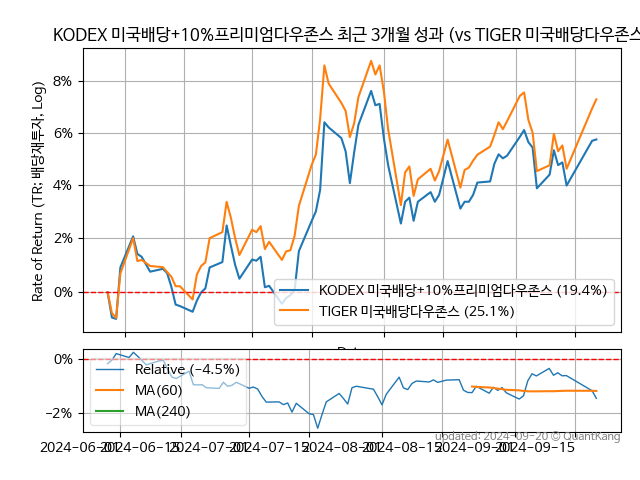 KODEX 미국배당+10%프리미엄다우존스 최근 3개월 성과 (vs TIGER 미국배당다우존스
Rate of Return (TR: 배당재투자, Log)
8%
6%
4%
2%
0%
KODEX 미국배당+10%프리미엄다우존스 (19.4%)
TIGER 미국배당다우존스 (25.1%)
0%
−2%
Relative (−4.5%)
MA(60)
MA(240)
updated: 2024-09-20 © QuantKang
2024-06-01
2024-06-15
2024-07-01
2024-07-15
2024-08-01
2024-08-15
2024-09-01
2024-09-15